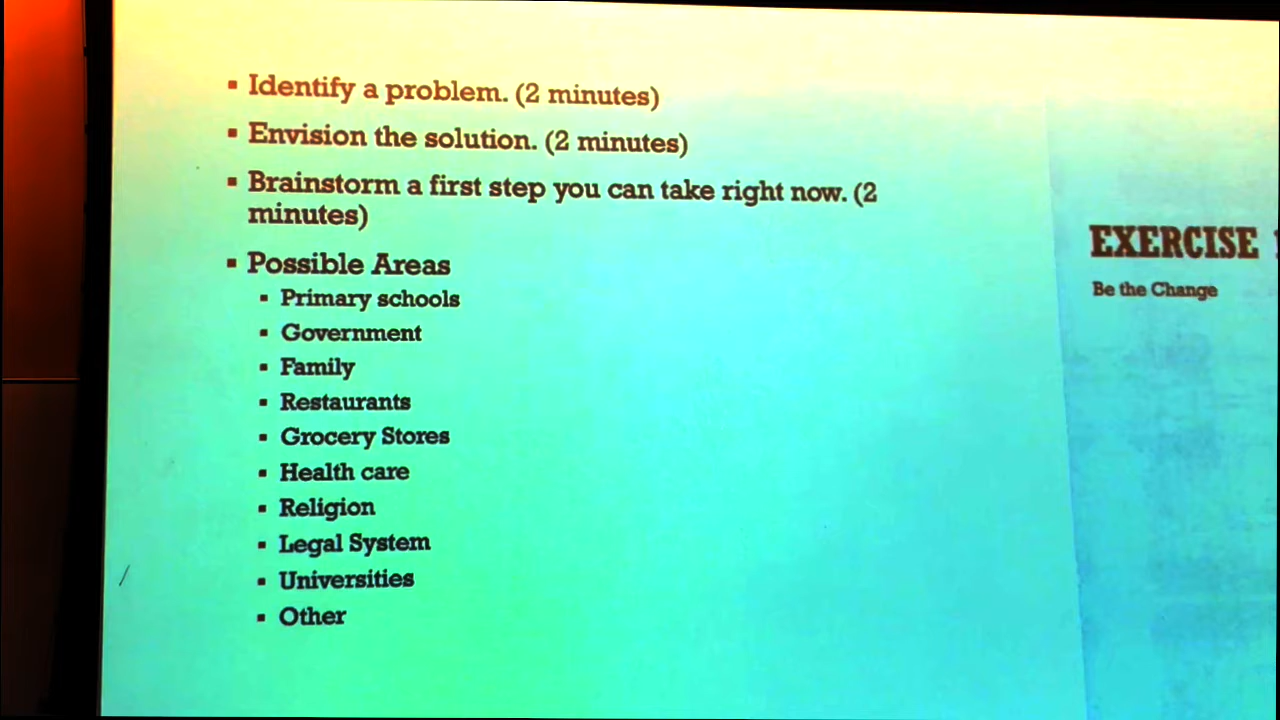 ▪ Identify a problem. (2 minutes)
▪ Envision the solution. (2 minutes)
▪ Brainstorm a first step you can take right now. (2
minutes)
▪ Possible Areas
▪ Primary schools
▪ Government
▪ Family
▪ Restaurants
▪ Grocery Stores
▪ Health care
▪ Religion
▪ Legal System
▪ Universities
▪ Other
EXERCISE
Be the Change